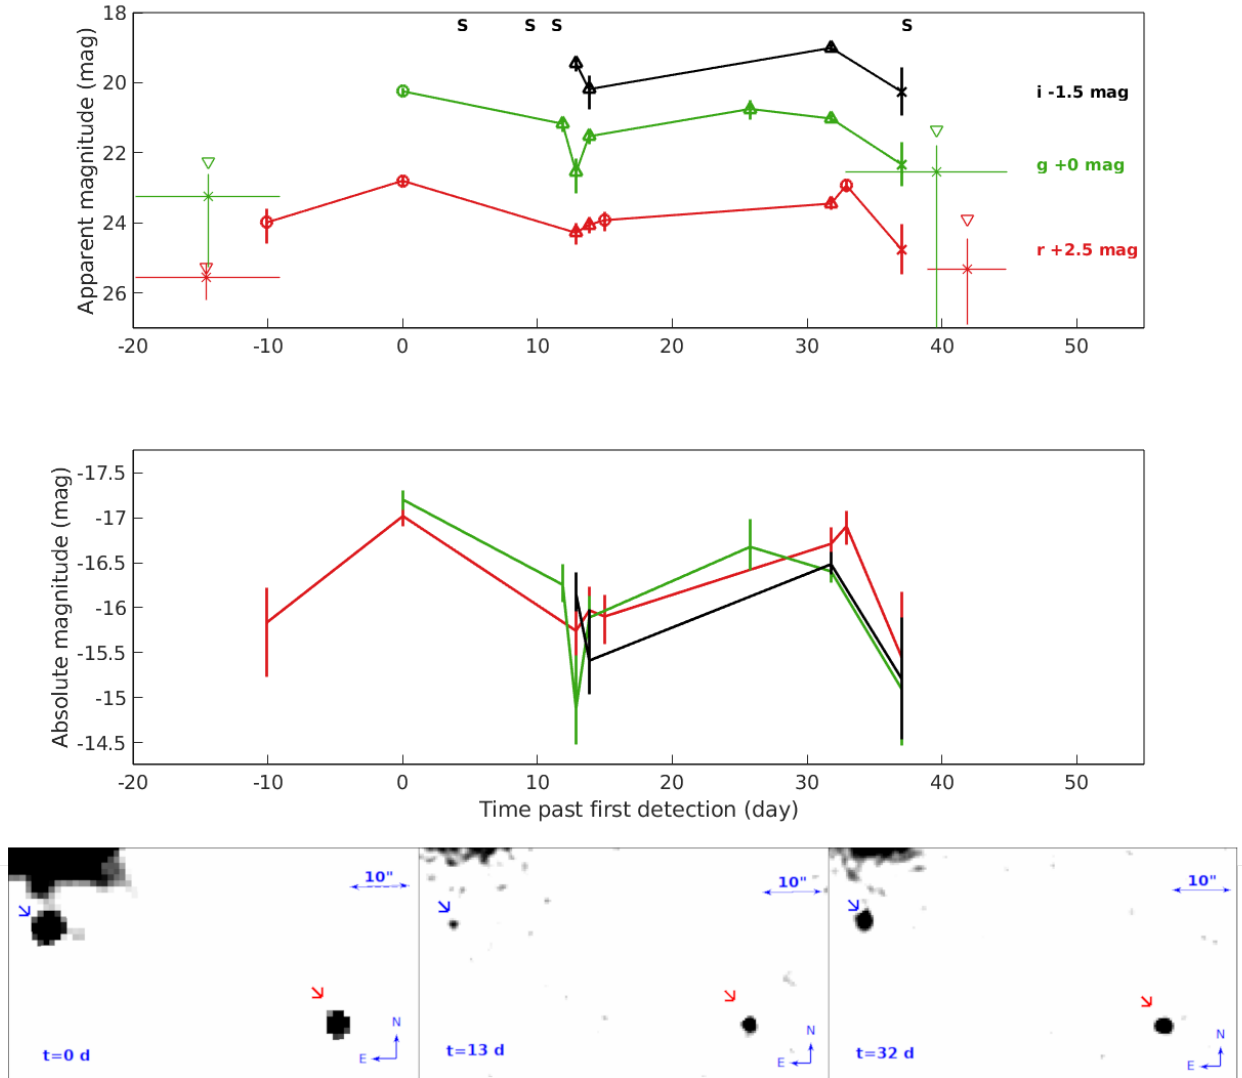 18
20
22
24
26
Apparent magnitude (mag)
S S S S
i -1.5 mag
g +0 mag
r +2.5 mag
-20 -10 0 10 20 30 40 50
-17.5
-17
-16.5
-16
-15.5
-15
-14.5
Absolute magnitude (mag)
-20 -10 0 10 20 30 40 50
Time past first detection (day)
10"
N
E
t=0 d
10"
N
E
t=13 d
10"
N
E
t=32 d